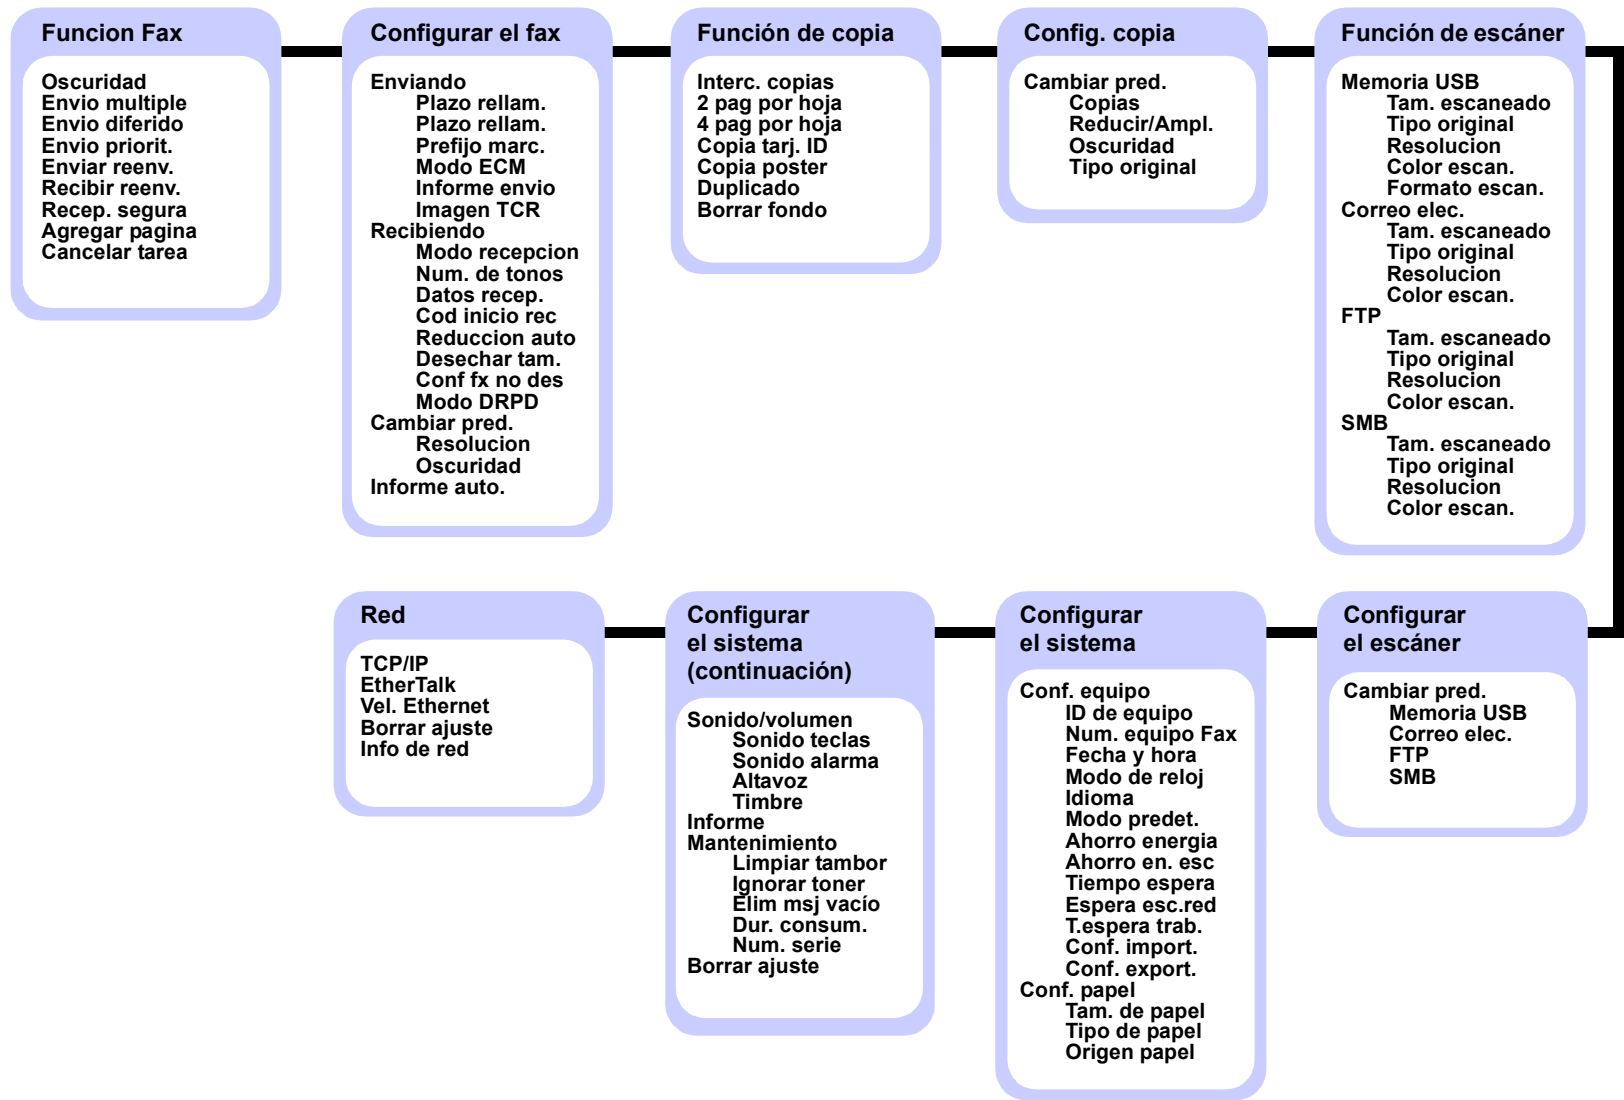 Funcion Fax
Oscuridad
Envio multiple
Envio diferido
Envio priorit.
Enviar reenv.
Recibir reenv.
Recep. segura
Agregar pagina
Cancelar tarea
Configurar el fax
Enviando
Plazo rellam.
Plazo rellam.
Prefijo marc.
Modo ECM
Informe envio
Imagen TCR
Recibiendo
Modo recepcion
Num. de tonos
Datos recep.
Cod inicio rec
Reduccion auto
Desechar tam.
Conf fx no des
Modo DRPD
Cambiar pred.
Resolucion
Oscuridad
Informe auto.
Función de copia
Interc. copias
2 pag por hoja
4 pag por hoja
Copia tarj. ID
Copia poster
Duplicado
Borrar fondo
Config. copia
Cambiar pred.
Copias
Reducir/Ampl.
Oscuridad
Tipo original
Función de escáner
Memoria USB
Tam. escaneado
Tipo original
Resolucion
Color escan.
Formato escan.
Correo elec.
Tam. escaneado
Tipo original
Resolucion
Color escan.
FTP
Tam. escaneado
Tipo original
Resolucion
Color escan.
SMB
Tam. escaneado
Tipo original
Resolucion
Color escan.
Red
TCP/IP
EtherTalk
Vel. Ethernet
Borrar ajuste
Info de red
Configurar
el sistema
(continuación)
Sonido/volumen
Sonido teclas
Sonido alarma
Altavoz
Timbre
Informe
Mantenimiento
Limpiar tambor
Ignorar toner
Elim msj vacío
Dur. consum.
Num. serie
Borrar ajuste
Configurar
el sistema
Conf. equipo
ID de equipo
Num. equipo Fax
Fecha y hora
Modo de reloj
Idioma
Modo predet.
Ahorro energia
Ahorro en. esc
Tiempo espera
Espera esc.red
T.espera trab.
Conf. import.
Conf. export.
Conf. papel
Tam. de papel
Tipo de papel
Origen papel
Configurar
el escáner
Cambiar pred.
Memoria USB
Correo elec.
FTP
SMB